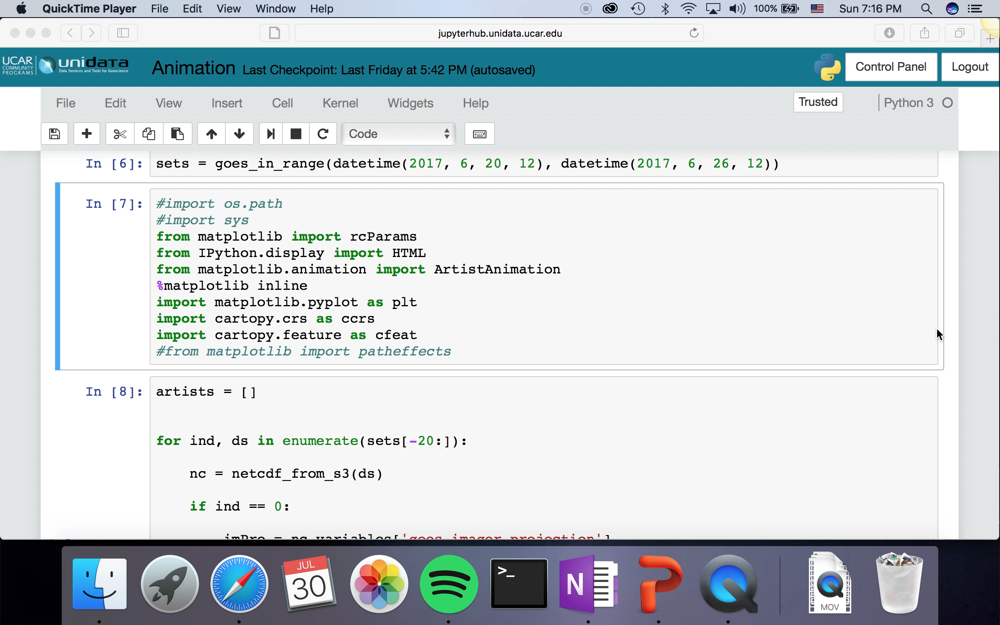 QuickTime Player File Edit View Window Help 100% Sun 7:16 PM
jupyterhub.unidata.ucar.edu
UCAR
COMMUNITY
PROGRAMS
unidata
Data Services and Tools for Geoscience
Animation Last Checkpoint: Last Friday at 5:42 PM (autosaved)
Control Panel Logout
File Edit View Insert Cell Kernel Widgets Help Trusted Python 3
Code
In [6]: sets = goes_in_range(datetime(2017, 6, 20, 12), datetime(2017, 6, 26, 12))
In [7]: #import os.path
#import sys
from matplotlib import rcParams
from IPython.display import HTML
from matplotlib.animation import ArtistAnimation
%matplotlib inline
import matplotlib.pyplot as plt
import cartopy.crs as ccrs
import cartopy.feature as cfeat
#from matplotlib import patheffects
In [8]: artists = []
for ind, ds in enumerate(sets[-20:]):
    nc = netcdf_from_s3(ds)
    if ind == 0:
        imPro = nc.variables['goes_imager_projection']
JUL
30
>_
N
MOV